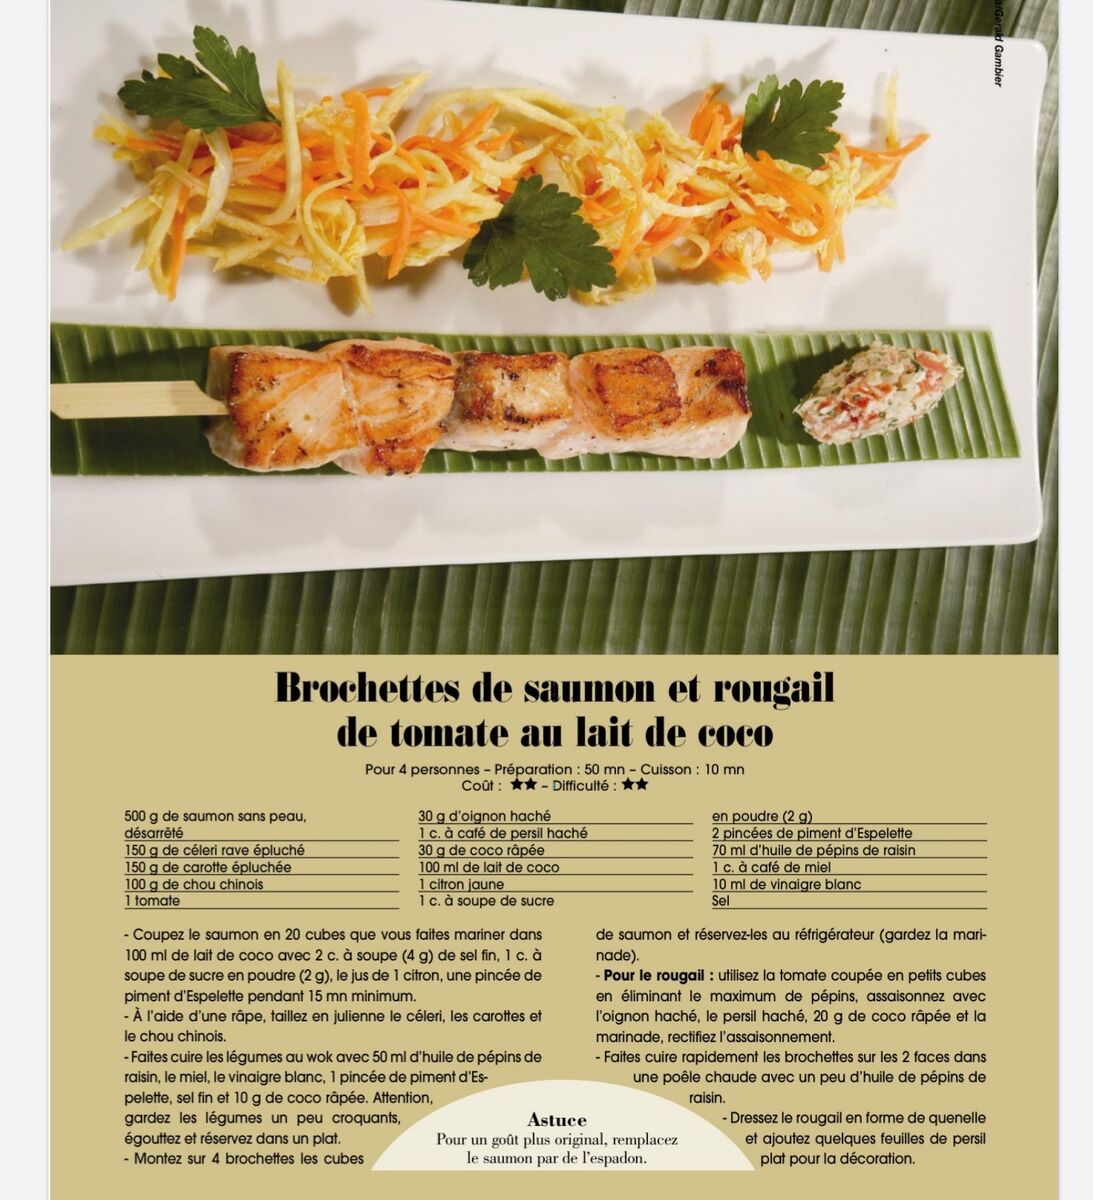 a/Gerald Gambier
Brochettes de saumon et rougail
de tomate au lait de coco
Pour 4 personnes – Préparation : 50 mn – Cuisson : 10 mn
Coût : ★★ – Difficulté : ★★
500 g de saumon sans peau,
désarrêté
150 g de céleri rave épluché
150 g de carotte épluchée
100 g de chou chinois
1 tomate
30 g d'oignon haché
1 c. à café de persil haché
30 g de coco râpée
100 ml de lait de coco
1 citron jaune
1 c. à soupe de sucre
en poudre (2 g)
2 pincées de piment d'Espelette
70 ml d'huile de pépins de raisin
1 c. à café de miel
10 ml de vinaigre blanc
Sel
- Coupez le saumon en 20 cubes que vous faites mariner dans
100 ml de lait de coco avec 2 c. à soupe (4 g) de sel fin, 1 c. à
soupe de sucre en poudre (2 g), le jus de 1 citron, une pincée de
piment d'Espelette pendant 15 mn minimum.
- À l'aide d'une râpe, taillez en julienne le céleri, les carottes et
le chou chinois.
- Faites cuire les légumes au wok avec 50 ml d'huile de pépins de
raisin, le miel, le vinaigre blanc, 1 pincée de piment d'Es-
pelette, sel fin et 10 g de coco râpée. Attention,
gardez les légumes un peu croquants,
égouttez et réservez dans un plat.
- Montez sur 4 brochettes les cubes
de saumon et réservez-les au réfrigérateur (gardez la mari-
nade).
- Pour le rougail : utilisez la tomate coupée en petits cubes
en éliminant le maximum de pépins, assaisonnez avec
l'oignon haché, le persil haché, 20 g de coco râpée et la
marinade, rectifiez l'assaisonnement.
- Faites cuire rapidement les brochettes sur les 2 faces dans
une poêle chaude avec un peu d'huile de pépins de
raisin.
- Dressez le rougail en forme de quenelle
et ajoutez quelques feuilles de persil
plat pour la décoration.
Astuce
Pour un goût plus original, remplacez
le saumon par de l'espadon.